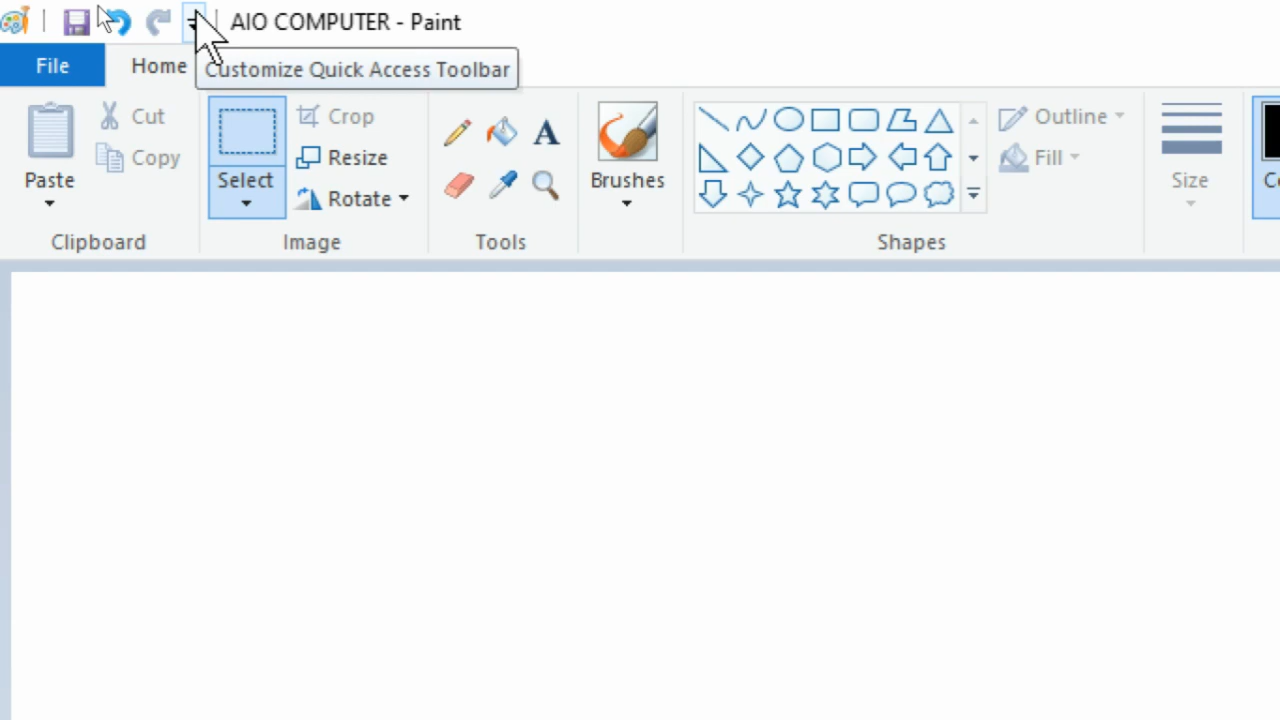 AIO COMPUTER - Paint
File
Home
Customize Quick Access Toolbar
Paste
Cut
Copy
Clipboard
Select
Crop
Resize
Rotate
Image
A
Tools
Brushes
Shapes
Outline
Fill
Size